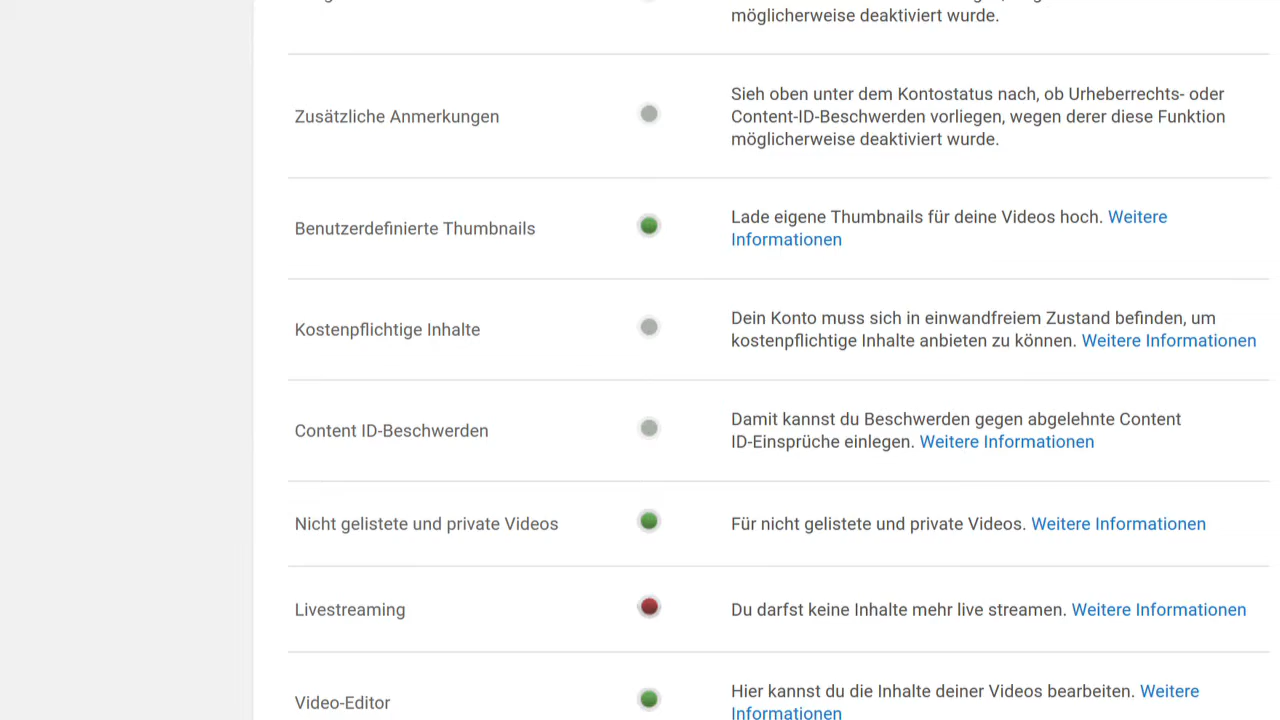 möglicherweise deaktiviert wurde.
Zusätzliche Anmerkungen
Sieh oben unter dem Kontostatus nach, ob Urheberrechts- oder
Content-ID-Beschwerden vorliegen, wegen derer diese Funktion
möglicherweise deaktiviert wurde.
Benutzerdefinierte Thumbnails
Lade eigene Thumbnails für deine Videos hoch. Weitere
Informationen
Kostenpflichtige Inhalte
Dein Konto muss sich in einwandfreiem Zustand befinden, um
kostenpflichtige Inhalte anbieten zu können. Weitere Informationen
Content ID-Beschwerden
Damit kannst du Beschwerden gegen abgelehnte Content
ID-Einsprüche einlegen. Weitere Informationen
Nicht gelistete und private Videos
Für nicht gelistete und private Videos. Weitere Informationen
Livestreaming
Du darfst keine Inhalte mehr live streamen. Weitere Informationen
Video-Editor
Hier kannst du die Inhalte deiner Videos bearbeiten. Weitere
Informationen